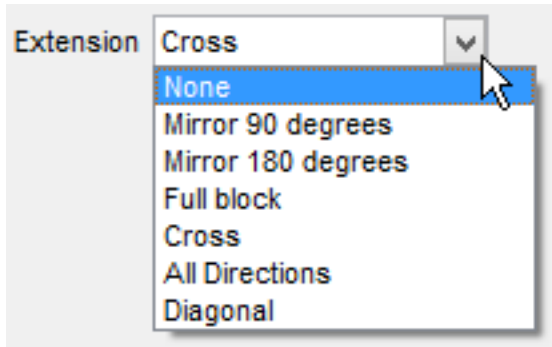 Extension Cross
None
Mirror 90 degrees
Mirror 180 degrees
Full block
Cross
All Directions
Diagonal